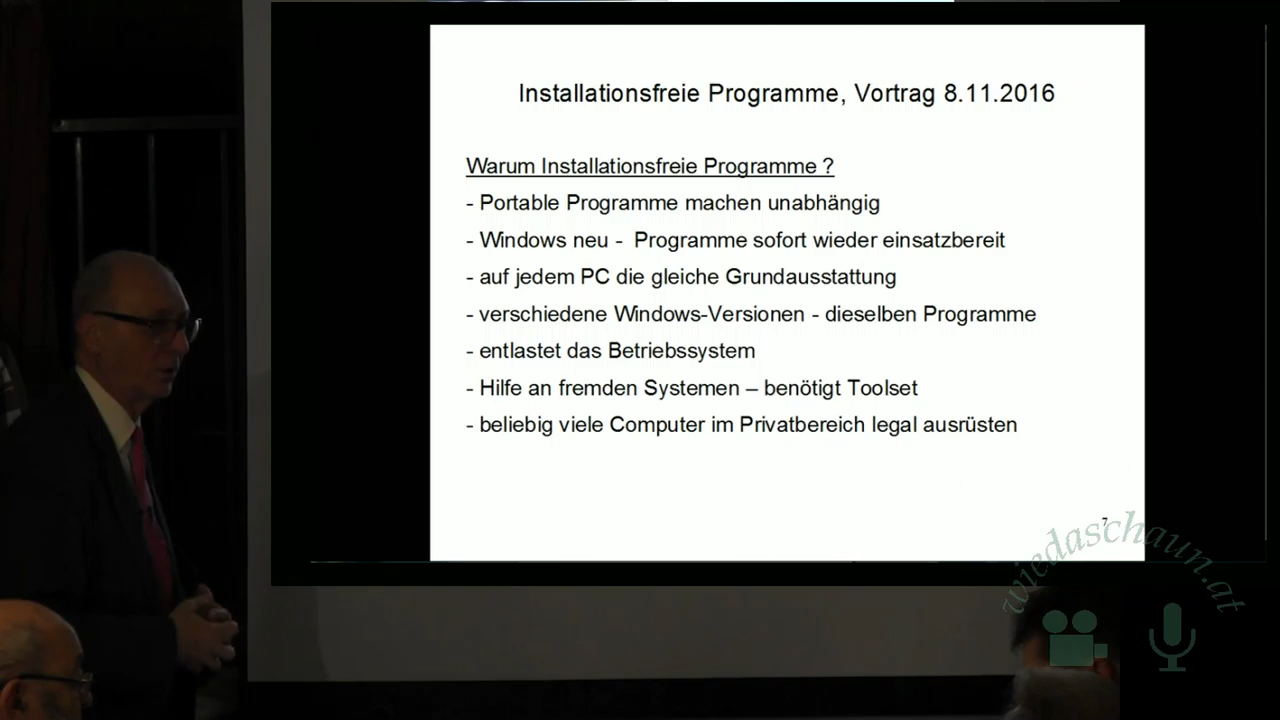 Installationsfreie Programme, Vortrag 8.11.2016
Warum Installationsfreie Programme ?
- Portable Programme machen unabhängig
- Windows neu -  Programme sofort wieder einsatzbereit
- auf jedem PC die gleiche Grundausstattung
- verschiedene Windows-Versionen - dieselben Programme
- entlastet das Betriebssystem
- Hilfe an fremden Systemen – benötigt Toolset
- beliebig viele Computer im Privatbereich legal ausrüsten
7
wiedaschaun.at